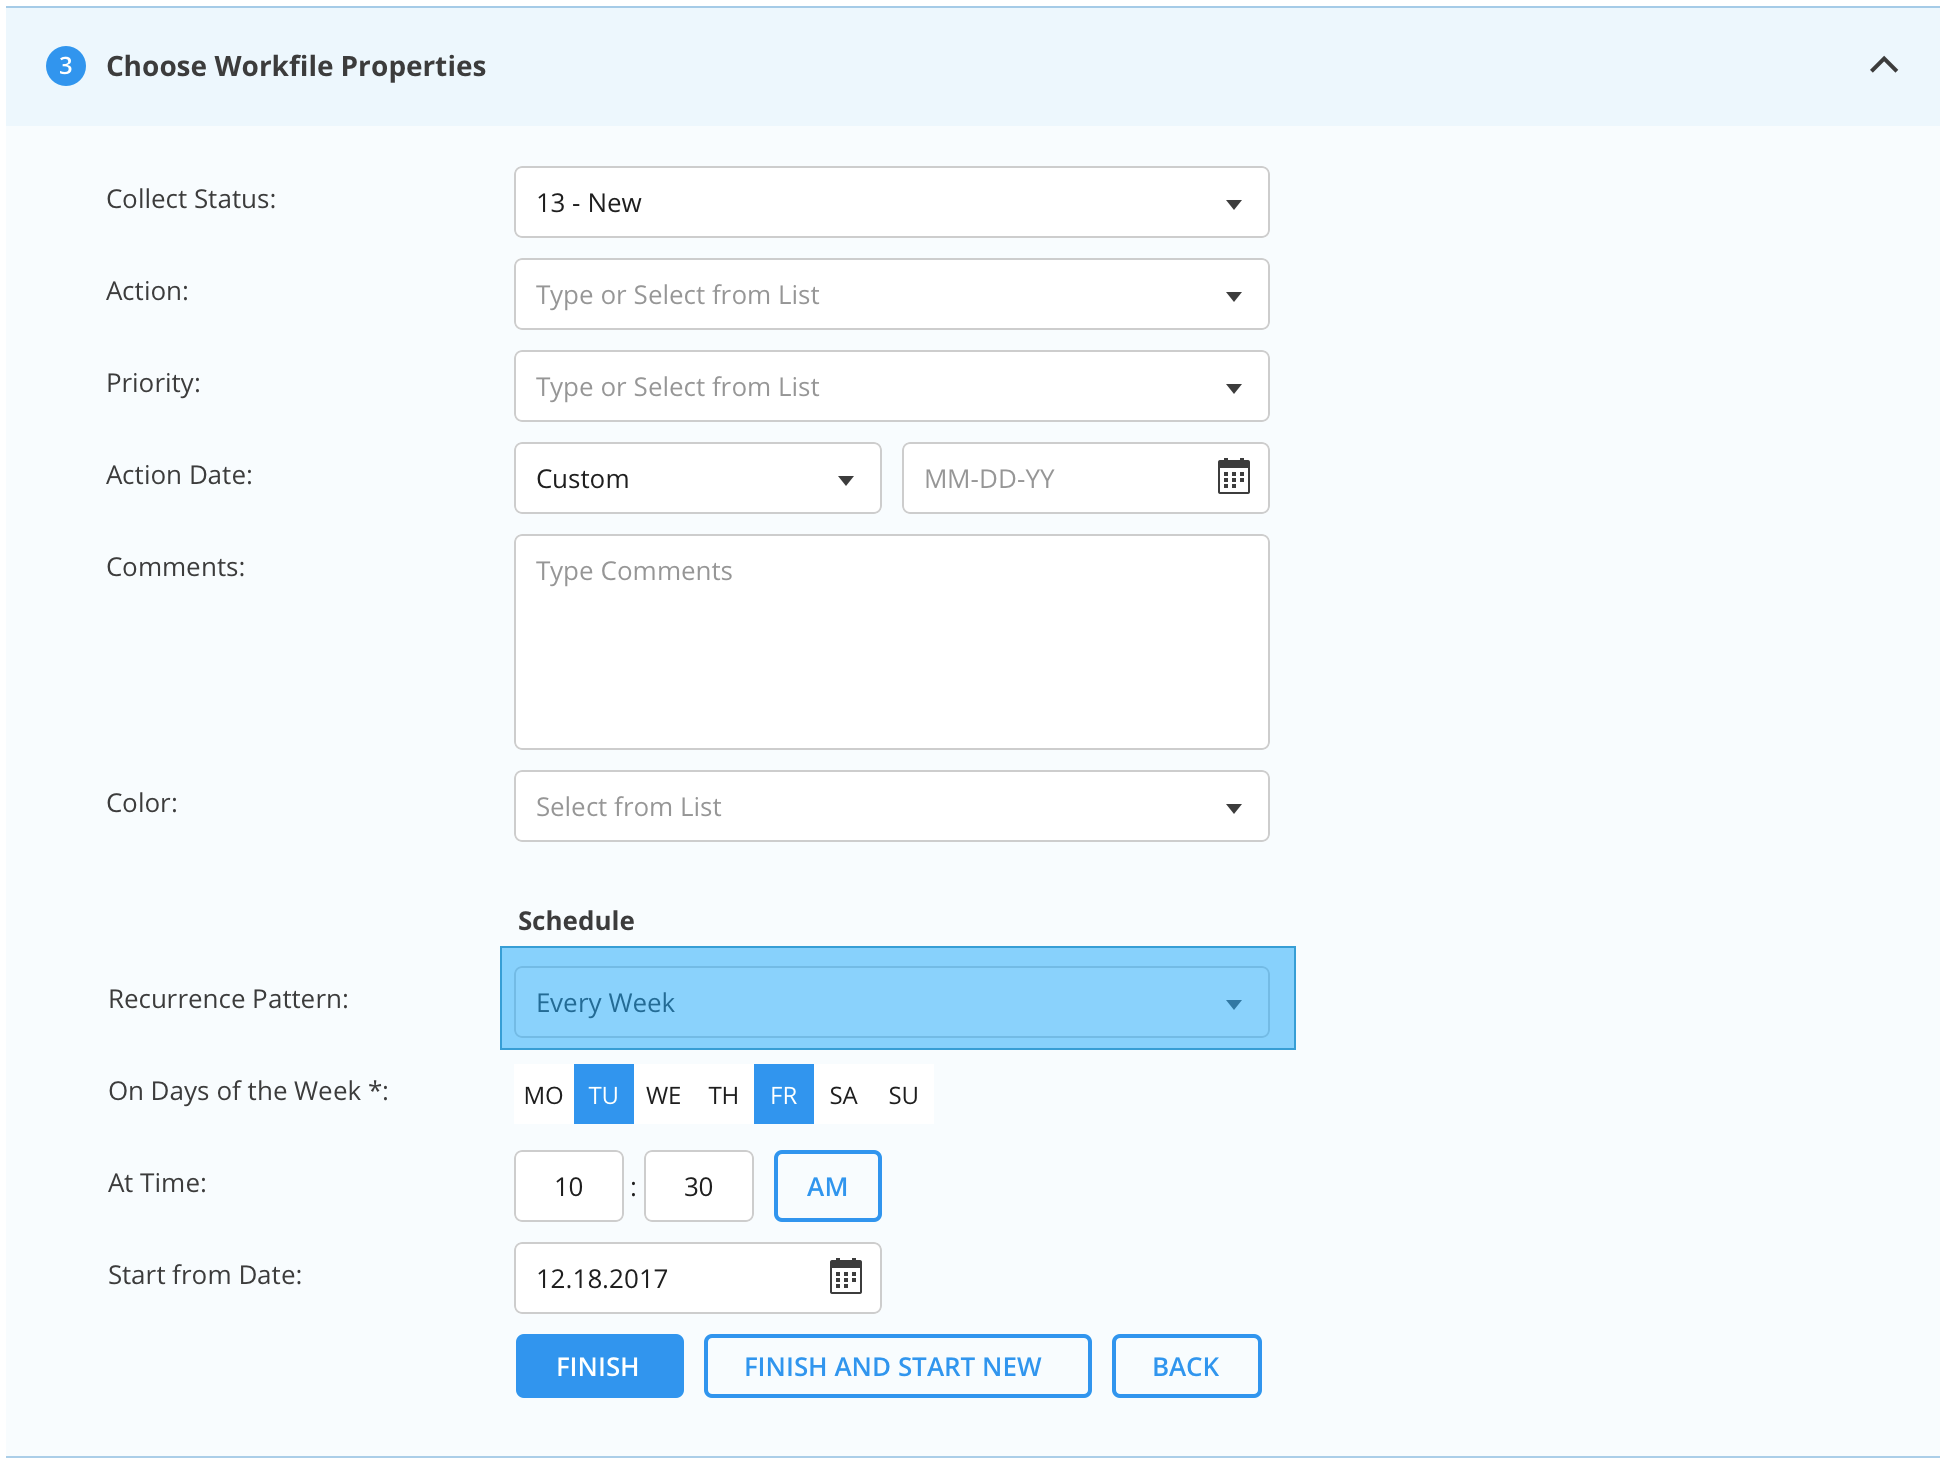 3 Choose Workfile Properties
Collect Status: 13 - New
Action: Type or Select from List
Priority: Type or Select from List
Action Date: Custom MM-DD-YY
Comments: Type Comments
Color: Select from List
Schedule
Recurrence Pattern: Every Week
On Days of the Week *: MO TU WE TH FR SA SU
At Time: 10 : 30 AM
Start from Date: 12.18.2017
FINISH FINISH AND START NEW BACK